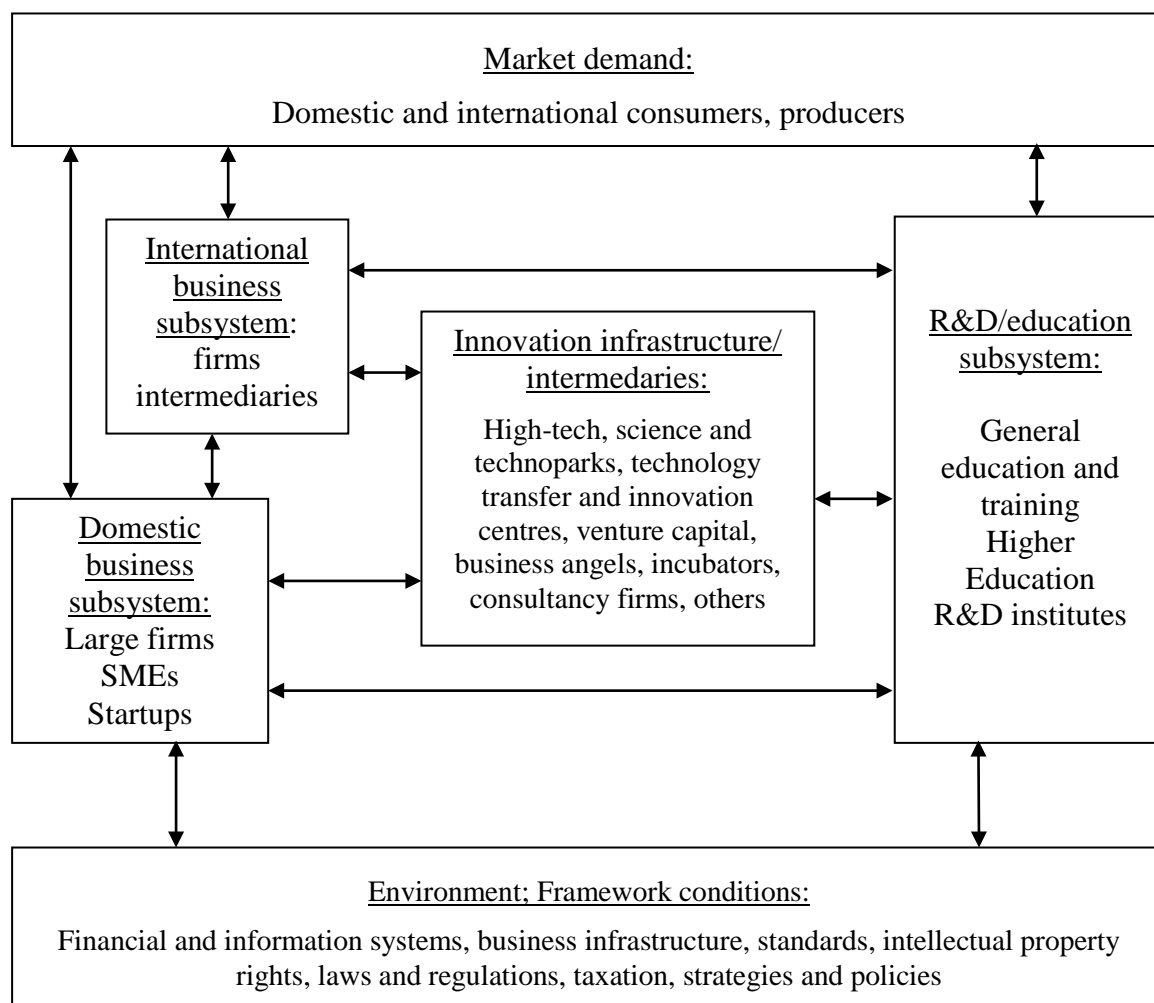 Market demand:
Domestic and international consumers, producers
International
business
subsystem:
firms
intermediaries
Innovation infrastructure/
intermedaries:
High-tech, science and
technoparks, technology
transfer and innovation
centres, venture capital,
business angels, incubators,
consultancy firms, others
R&D/education
subsystem:
General
education and
training
Higher
Education
R&D institutes
Domestic
business
subsystem:
Large firms
SMEs
Startups
Environment; Framework conditions:
Financial and information systems, business infrastructure, standards, intellectual property
rights, laws and regulations, taxation, strategies and policies